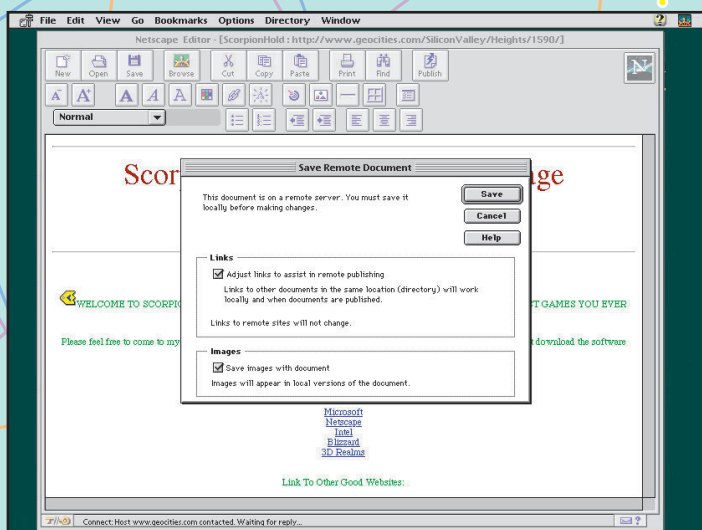 File Edit View Go Bookmarks Options Directory Window
Netscape Editor - [ScorpionHold : http://www.geocities.com/SiliconValley/Heights/1590/]
New Open Save Browse Cut Copy Paste Print Find Publish
Normal
Scor
age
Save Remote Document
This document is on a remote server. You must save it
locally before making changes.
Save
Cancel
Help
Links
Adjust links to assist in remote publishing
Links to other documents in the same location (directory) will work
locally and when documents are published.
Links to remote sites will not change.
Images
Save images with document
Images will appear in local versions of the document.
WELCOME TO SCORPIO
ST GAMES YOU EVER
Please feel free to come to my
t download the software
Microsoft
Netscape
Intel
Blizzard
3D Realms
Link To Other Good Websites:
Connect: Host www.geocities.com contacted. Waiting for reply...